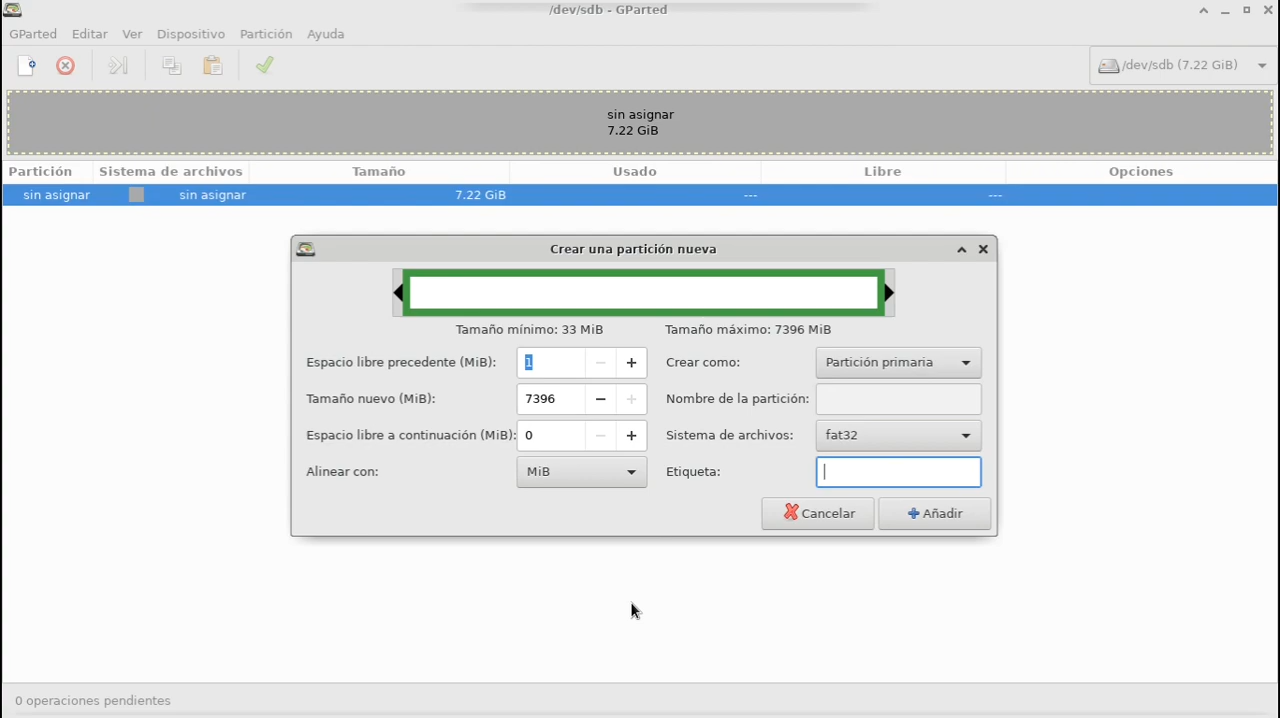 /dev/sdb - GParted
GParted Editar Ver Dispositivo Partición Ayuda
/dev/sdb (7.22 GiB)
sin asignar
7.22 GiB
Partición Sistema de archivos Tamaño Usado Libre Opciones
sin asignar sin asignar 7.22 GiB --- ---
Crear una partición nueva
Tamaño mínimo: 33 MiB Tamaño máximo: 7396 MiB
Espacio libre precedente (MiB): 1 Crear como: Partición primaria
Tamaño nuevo (MiB): 7396 Nombre de la partición:
Espacio libre a continuación (MiB): 0 Sistema de archivos: fat32
Alinear con: MiB Etiqueta:
Cancelar Añadir
0 operaciones pendientes